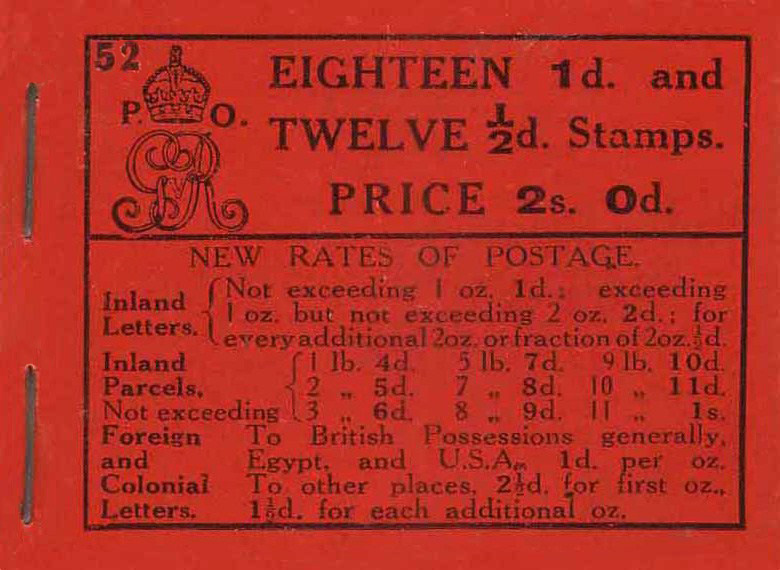 52
P. O.
GvR
EIGHTEEN 1d. and
TWELVE ½d. Stamps.
PRICE 2s. 0d.
NEW RATES OF POSTAGE.
Inland Letters. { Not exceeding 1 oz. 1d.; exceeding
1 oz. but not exceeding 2 oz. 2d.; for
every additional 2oz. or fraction of 2oz. ½d.
Inland { 1 lb. 4d. 5 lb. 7d. 9 lb. 10d.
Parcels. 2 „ 5d. 7 „ 8d. 10 „ 11d.
Not exceeding 3 „ 6d. 8 „ 9d. 11 „ 1s.
Foreign To British Possessions generally,
and Egypt, and U.S.A., 1d. per oz.
Colonial To other places, 2½d. for first oz.,
Letters. 1½d. for each additional oz.